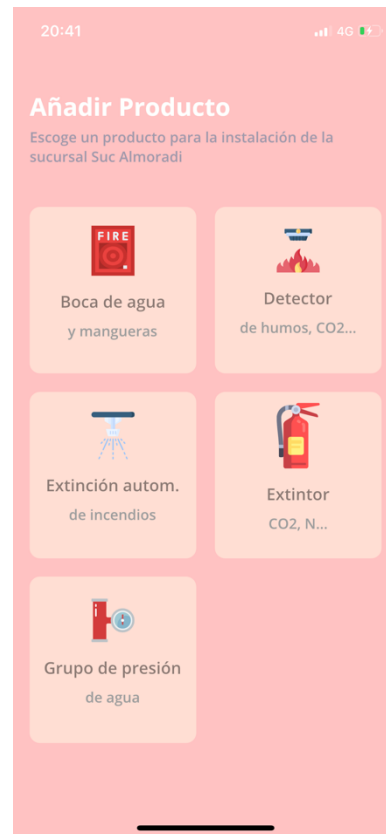 20:41
4G
Añadir Producto
Escoge un producto para la instalación de la
sucursal Suc Almoradi
FIRE
Boca de agua
y mangueras
Detector
de humos, CO2...
Extinción autom.
de incendios
Extintor
CO2, N...
Grupo de presión
de agua